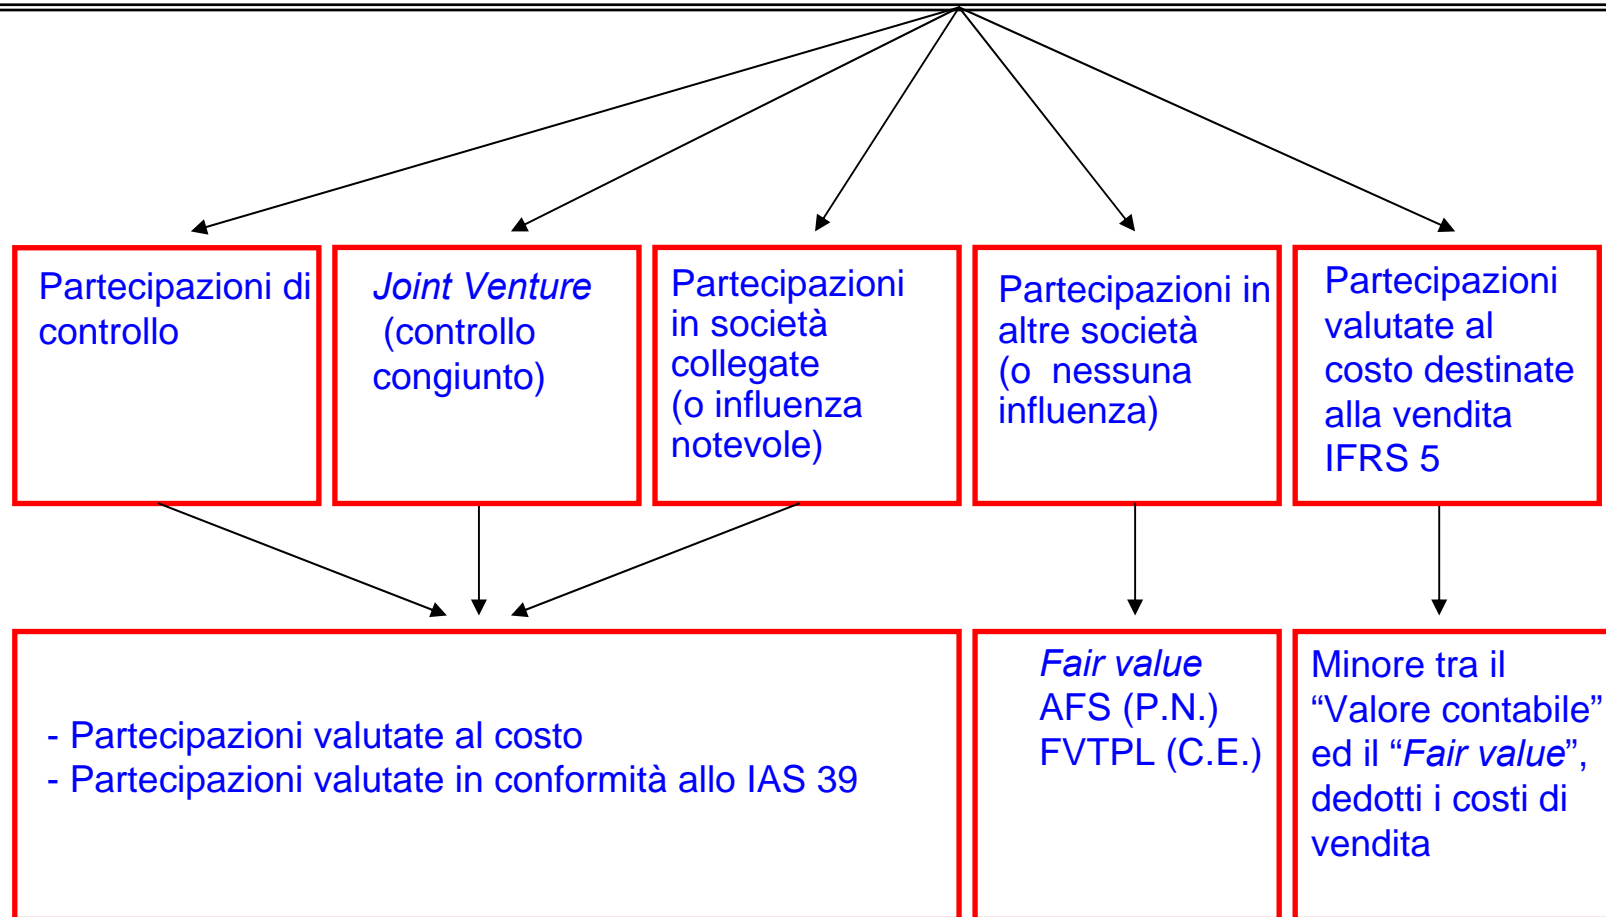 Partecipazioni di
controllo
Joint Venture
(controllo
congiunto)
Partecipazioni
in società
collegate
(o influenza
notevole)
Partecipazioni in
altre società
(o nessuna
influenza)
Partecipazioni
valutate al
costo destinate
alla vendita
IFRS 5
- Partecipazioni valutate al costo
- Partecipazioni valutate in conformità allo IAS 39
Fair value
AFS (P.N.)
FVTPL (C.E.)
Minore tra il
“Valore contabile”
ed il “Fair value”,
dedotti i costi di
vendita